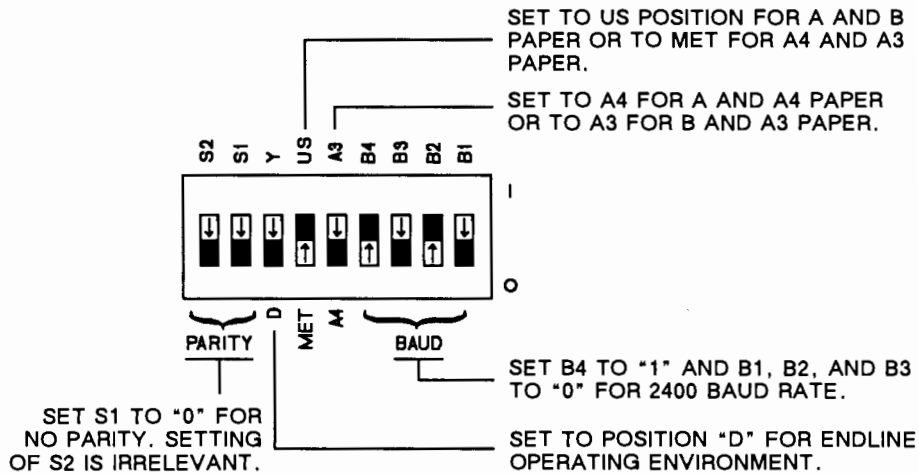 SET TO US POSITION FOR A AND B
PAPER OR TO MET FOR A4 AND A3
PAPER.
SET TO A4 FOR A AND A4 PAPER
OR TO A3 FOR B AND A3 PAPER.
S2 S1 Y US A3 B4 B3 B2 B1
I
O
D MET A4
PARITY
BAUD
SET B4 TO "1" AND B1, B2, AND B3
TO "0" FOR 2400 BAUD RATE.
SET S1 TO "0" FOR
NO PARITY. SETTING
OF S2 IS IRRELEVANT.
SET TO POSITION "D" FOR ENDLINE
OPERATING ENVIRONMENT.